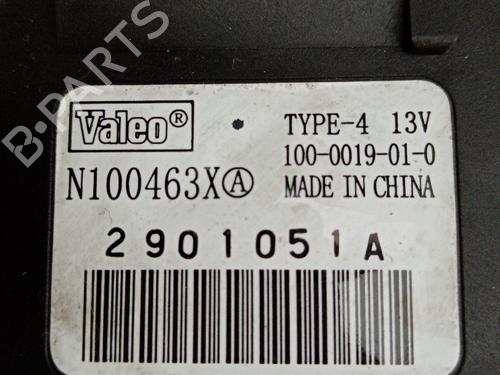 B-PARTS
Valeo® TYPE-4 13V
100-0019-01-0
N100463XⒶ MADE IN CHINA
2901051A